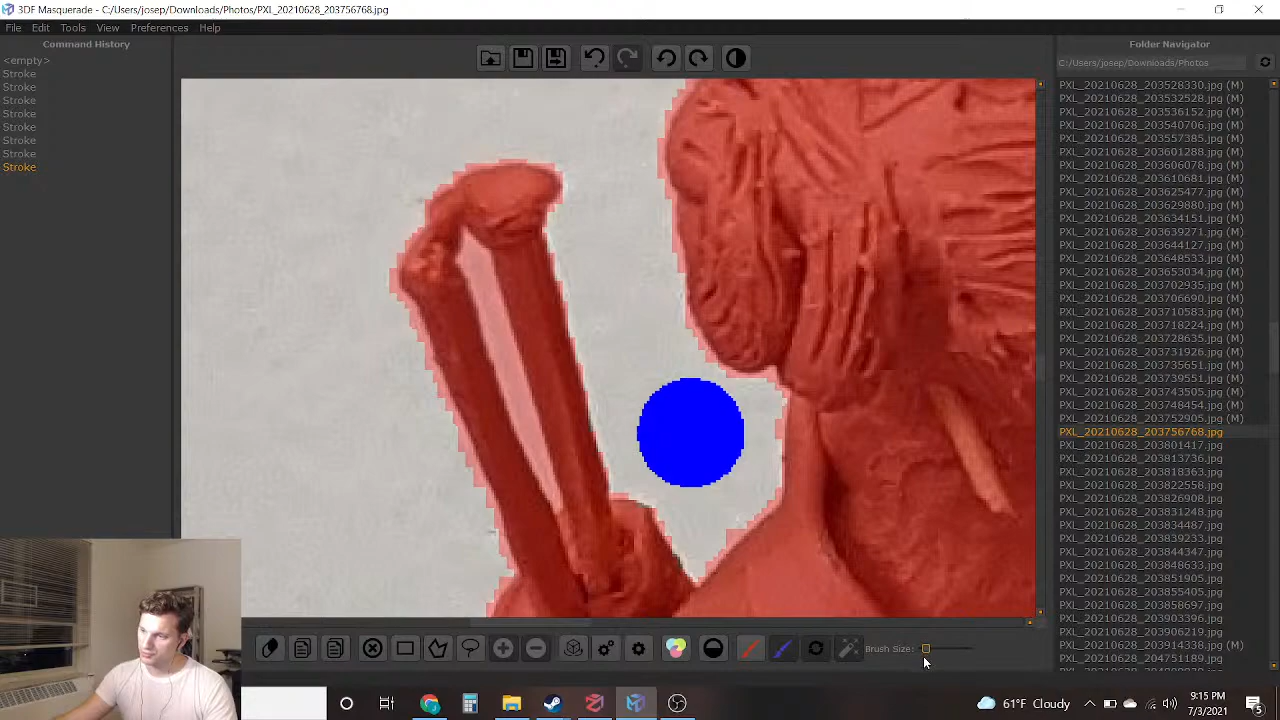 3DF Masquerade - C:/Users/josep/Downloads/Photos/PXL_20210628_203756768.jpg
File Edit Tools View Preferences Help
Command History
<empty>
Stroke
Stroke
Stroke
Stroke
Stroke
Stroke
Stroke
Stroke
Folder Navigator
C:/Users/josep/Downloads/Photos
PXL_20210628_203528330.jpg (M)
PXL_20210628_203532528.jpg (M)
PXL_20210628_203536152.jpg (M)
PXL_20210628_203540706.jpg (M)
PXL_20210628_203557385.jpg (M)
PXL_20210628_203601288.jpg (M)
PXL_20210628_203606078.jpg (M)
PXL_20210628_203610681.jpg (M)
PXL_20210628_203625477.jpg (M)
PXL_20210628_203629880.jpg (M)
PXL_20210628_203634151.jpg (M)
PXL_20210628_203639271.jpg (M)
PXL_20210628_203644127.jpg (M)
PXL_20210628_203648533.jpg (M)
PXL_20210628_203653034.jpg (M)
PXL_20210628_203702935.jpg (M)
PXL_20210628_203706690.jpg (M)
PXL_20210628_203710583.jpg (M)
PXL_20210628_203718224.jpg (M)
PXL_20210628_203728635.jpg (M)
PXL_20210628_203731926.jpg (M)
PXL_20210628_203735651.jpg (M)
PXL_20210628_203739551.jpg (M)
PXL_20210628_203743505.jpg (M)
PXL_20210628_203748454.jpg (M)
PXL_20210628_203752905.jpg (M)
PXL_20210628_203756768.jpg
PXL_20210628_203801417.jpg
PXL_20210628_203813736.jpg
PXL_20210628_203818363.jpg
PXL_20210628_203822558.jpg
PXL_20210628_203826908.jpg
PXL_20210628_203831248.jpg
PXL_20210628_203834487.jpg
PXL_20210628_203839233.jpg
PXL_20210628_203844347.jpg
PXL_20210628_203848633.jpg
PXL_20210628_203851905.jpg
PXL_20210628_203855405.jpg
PXL_20210628_203858697.jpg
PXL_20210628_203903266.jpg
PXL_20210628_203906219.jpg
PXL_20210628_203914338.jpg (M)
PXL_20210628_204751189.jpg
Brush Size:
61°F Cloudy
9:15 PM
7/3/2021
5